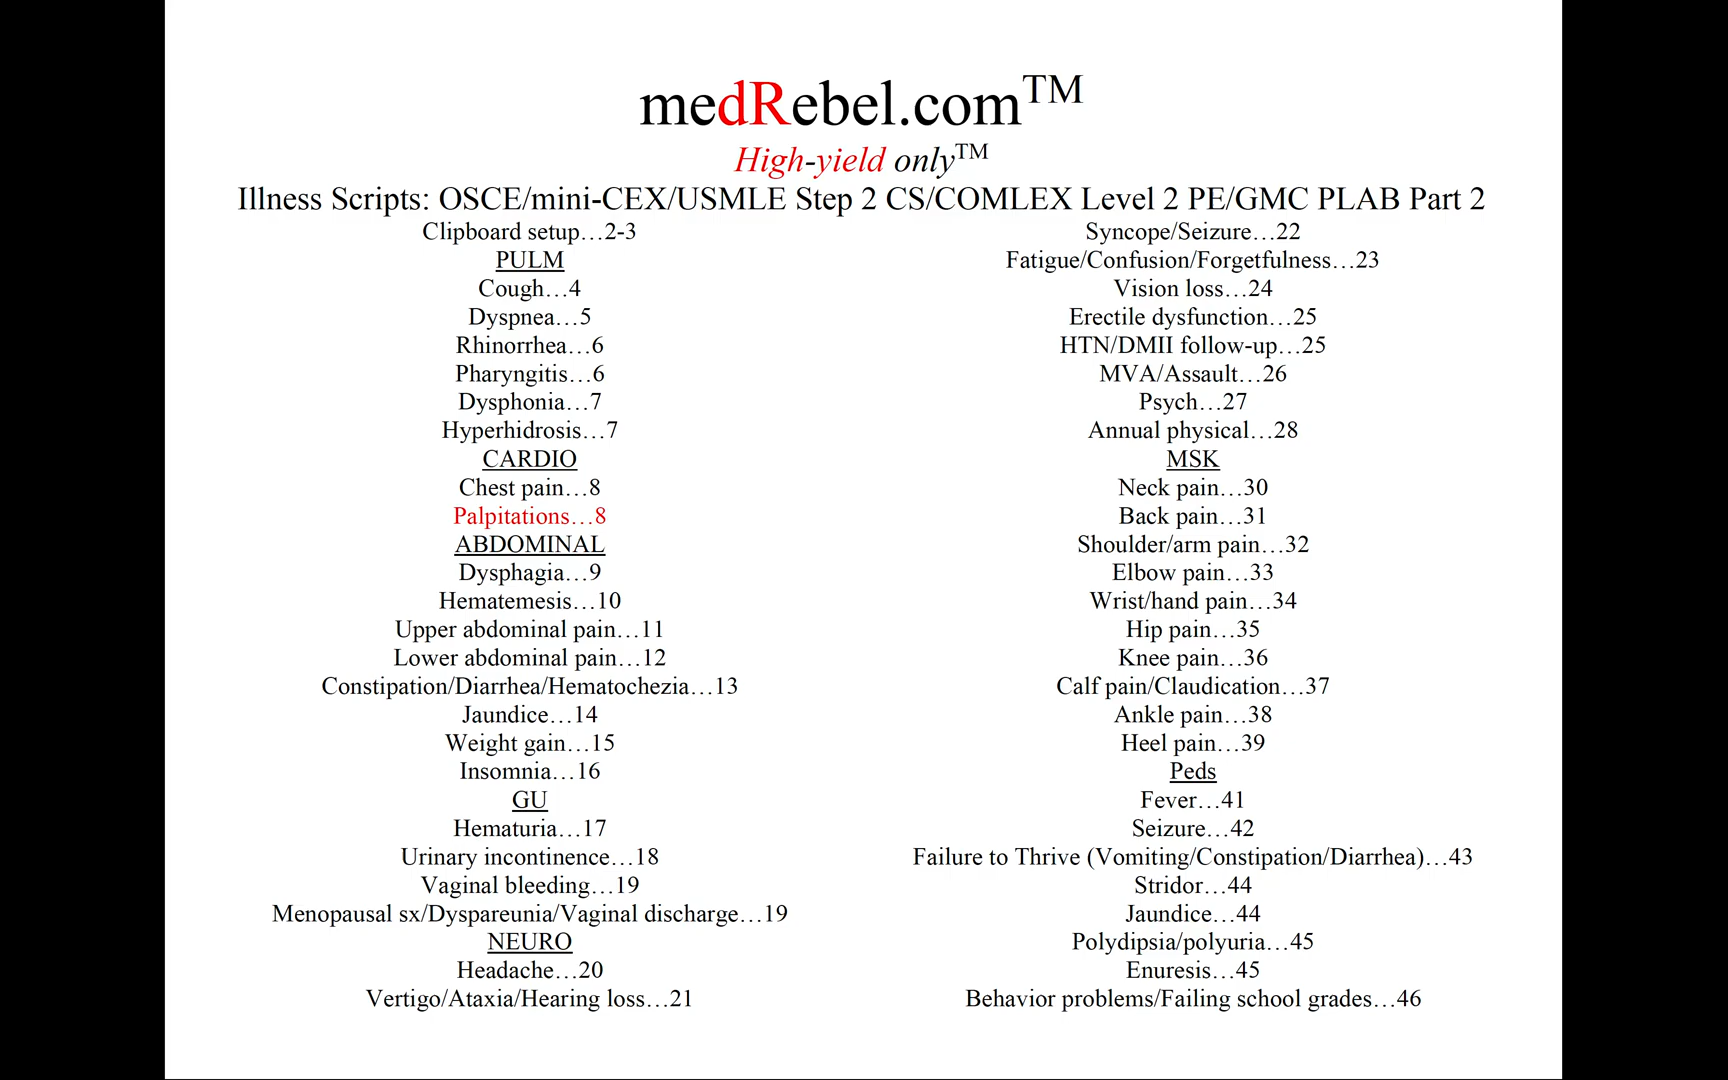 medRebel.com™
High-yield only™
Illness Scripts: OSCE/mini-CEX/USMLE Step 2 CS/COMLEX Level 2 PE/GMC PLAB Part 2
Clipboard setup…2-3
PULM
Cough…4
Dyspnea…5
Rhinorrhea…6
Pharyngitis…6
Dysphonia…7
Hyperhidrosis…7
CARDIO
Chest pain…8
Palpitations…8
ABDOMINAL
Dysphagia…9
Hematemesis…10
Upper abdominal pain…11
Lower abdominal pain…12
Constipation/Diarrhea/Hematochezia…13
Jaundice…14
Weight gain…15
Insomnia…16
GU
Hematuria…17
Urinary incontinence…18
Vaginal bleeding…19
Menopausal sx/Dyspareunia/Vaginal discharge…19
NEURO
Headache…20
Vertigo/Ataxia/Hearing loss…21
Syncope/Seizure…22
Fatigue/Confusion/Forgetfulness…23
Vision loss…24
Erectile dysfunction…25
HTN/DMII follow-up…25
MVA/Assault…26
Psych…27
Annual physical…28
MSK
Neck pain…30
Back pain…31
Shoulder/arm pain…32
Elbow pain…33
Wrist/hand pain…34
Hip pain…35
Knee pain…36
Calf pain/Claudication…37
Ankle pain…38
Heel pain…39
Peds
Fever…41
Seizure…42
Failure to Thrive (Vomiting/Constipation/Diarrhea)…43
Stridor…44
Jaundice…44
Polydipsia/polyuria…45
Enuresis…45
Behavior problems/Failing school grades…46